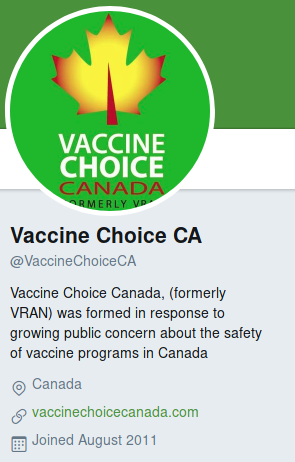 VACCINE
CHOICE
CANADA
FORMERLY VRA
Vaccine Choice CA
@VaccineChoiceCA
Vaccine Choice Canada, (formerly
VRAN) was formed in response to
growing public concern about the safety
of vaccine programs in Canada
Canada
vaccinechoicecanada.com
Joined August 2011